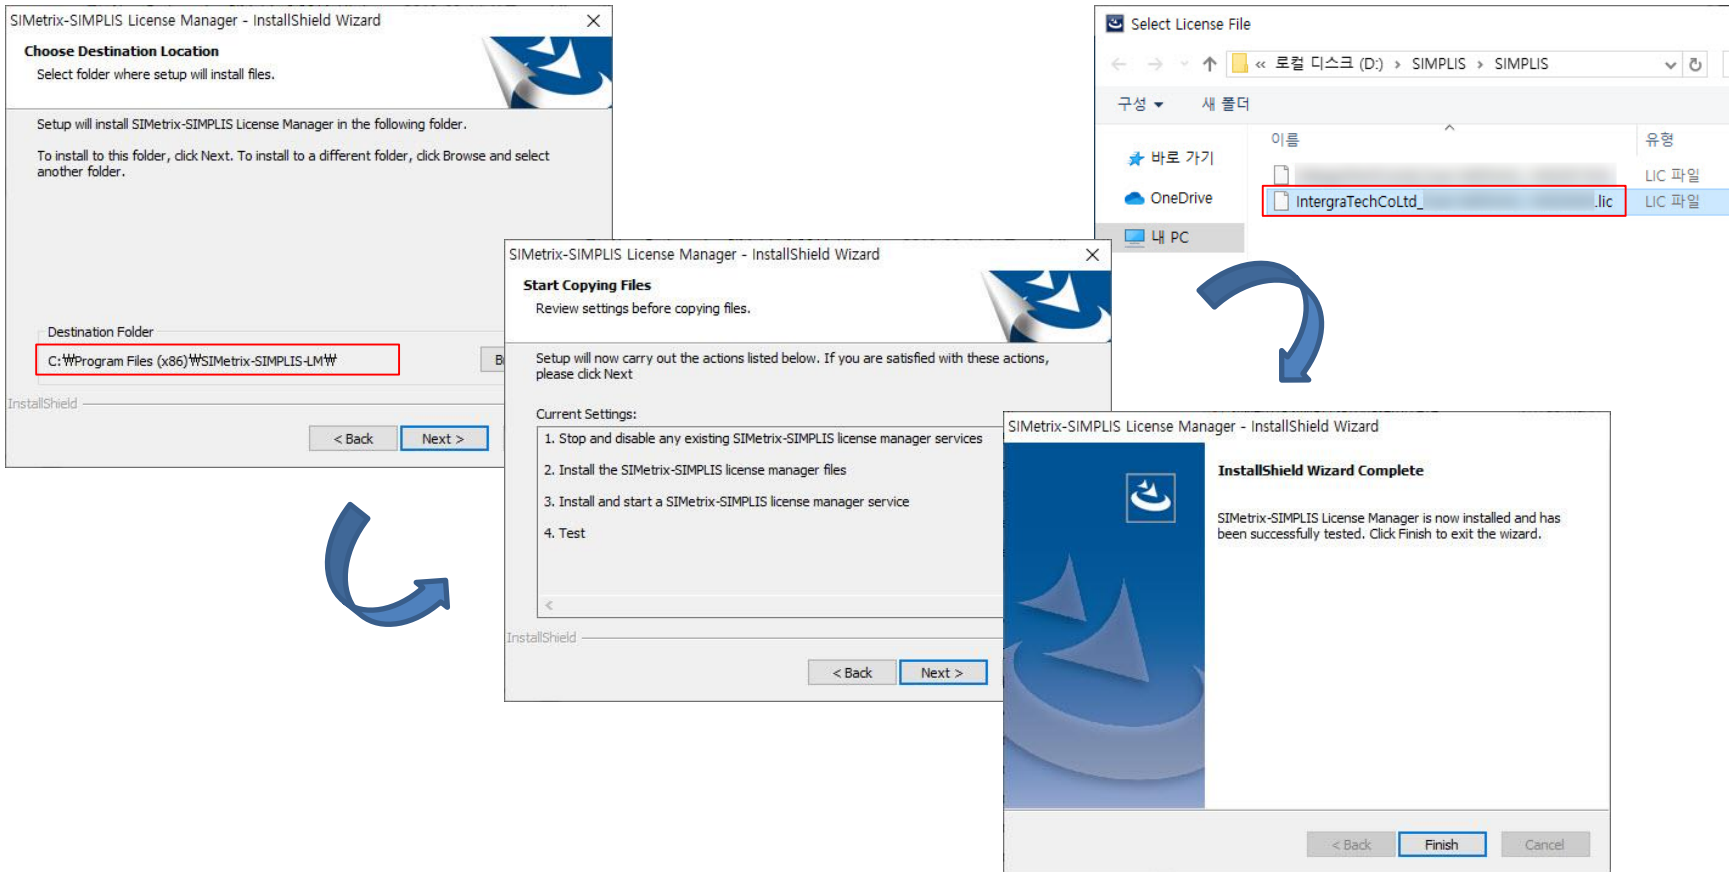 SIMetrix-SIMPLIS License Manager - InstallShield Wizard
Choose Destination Location
Select folder where setup will install files.
Setup will install SIMetrix-SIMPLIS License Manager in the following folder.
To install to this folder, click Next. To install to a different folder, click Browse and select
another folder.
Destination Folder
C:₩Program Files (x86)₩SIMetrix-SIMPLIS-LM₩
InstallShield
< Back
Next >
SIMetrix-SIMPLIS License Manager - InstallShield Wizard
Start Copying Files
Review settings before copying files.
Setup will now carry out the actions listed below. If you are satisfied with these actions,
please click Next
Current Settings:
1. Stop and disable any existing SIMetrix-SIMPLIS license manager services
2. Install the SIMetrix-SIMPLIS license manager files
3. Install and start a SIMetrix-SIMPLIS license manager service
4. Test
InstallShield
< Back
Next >
Select License File
« 로컬 디스크 (D:) > SIMPLIS > SIMPLIS
구성
새 폴더
이름
유형
바로 가기
LIC 파일
OneDrive
IntergraTechCoLtd_ .lic
LIC 파일
내 PC
SIMetrix-SIMPLIS License Manager - InstallShield Wizard
InstallShield Wizard Complete
SIMetrix-SIMPLIS License Manager is now installed and has
been successfully tested. Click Finish to exit the wizard.
< Back
Finish
Cancel